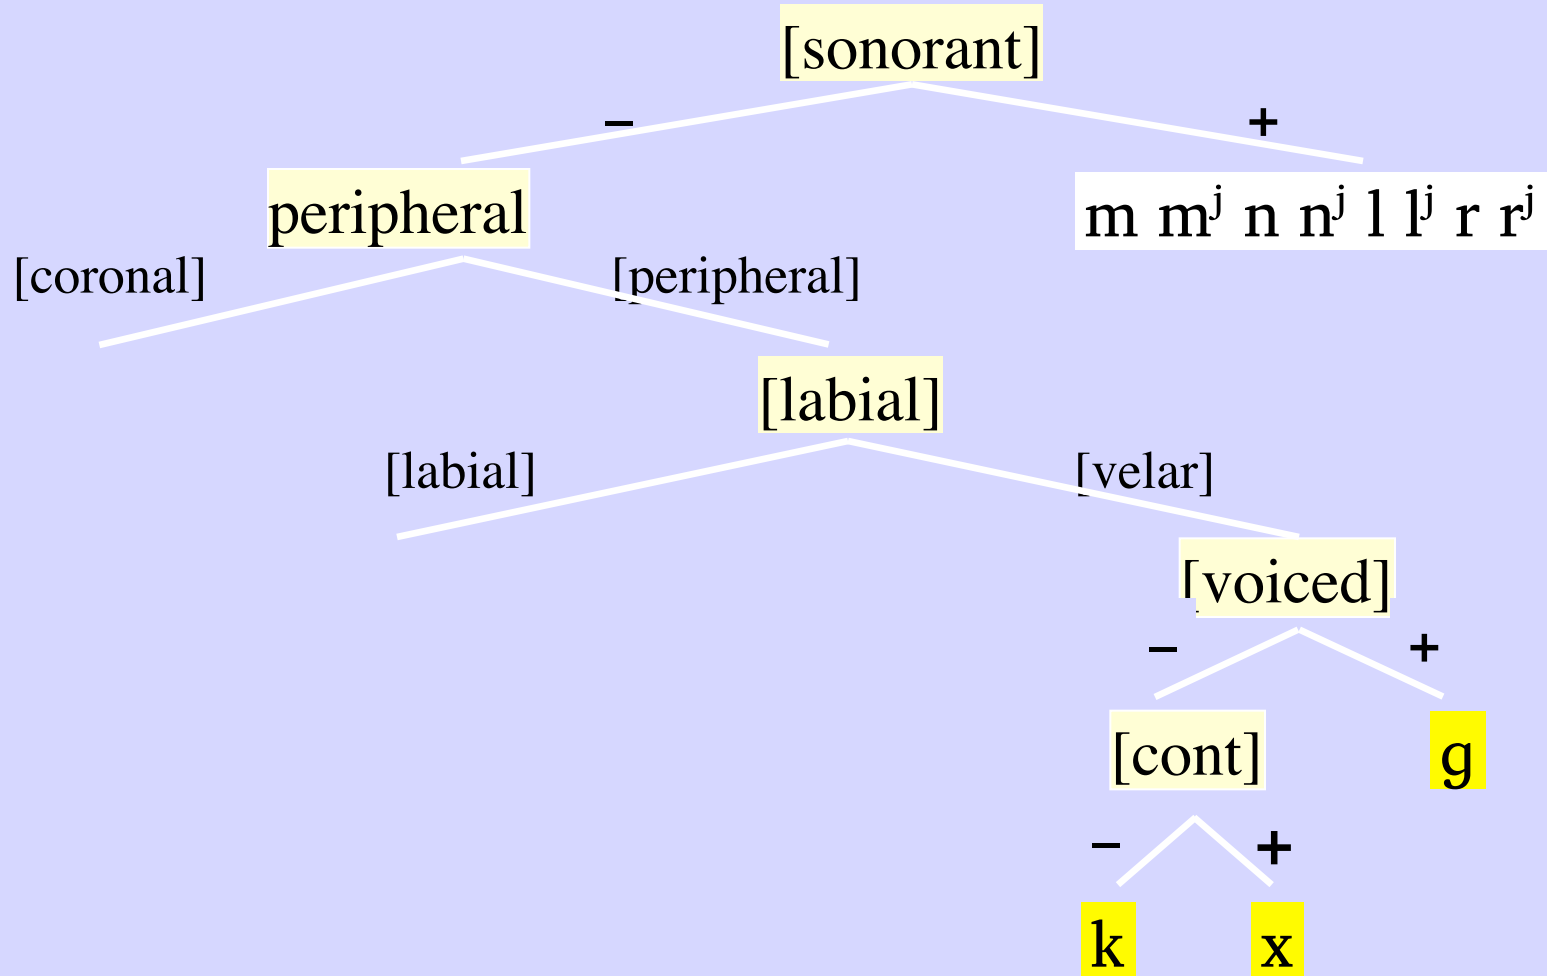 [sonorant]
– +
peripheral m mʲ n nʲ l lʲ r rʲ
[coronal] [peripheral]
[labial]
[labial] [velar]
[voiced]
– +
[cont] g
– +
k x